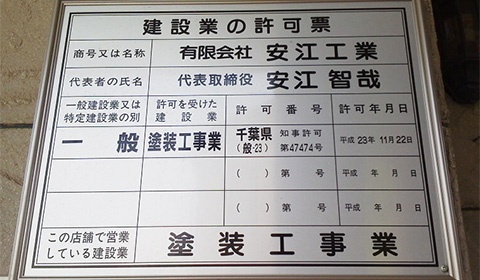 建設業の許可票
商号又は名称 有限会社 安江工業
代表者の氏名 代表取締役 安江 智哉
一般建設業又は
特定建設業の別
許可を受けた
建設業
許可番号 許可年月日
一般 塗装工事業 千葉県 知事許可
(般-23) 第47474号 平成 23年 11月22日
( ) 第 号 平成 年 月 日
( ) 第 号 平成 年 月 日
この店舗で営業
している建設業
塗装工事業